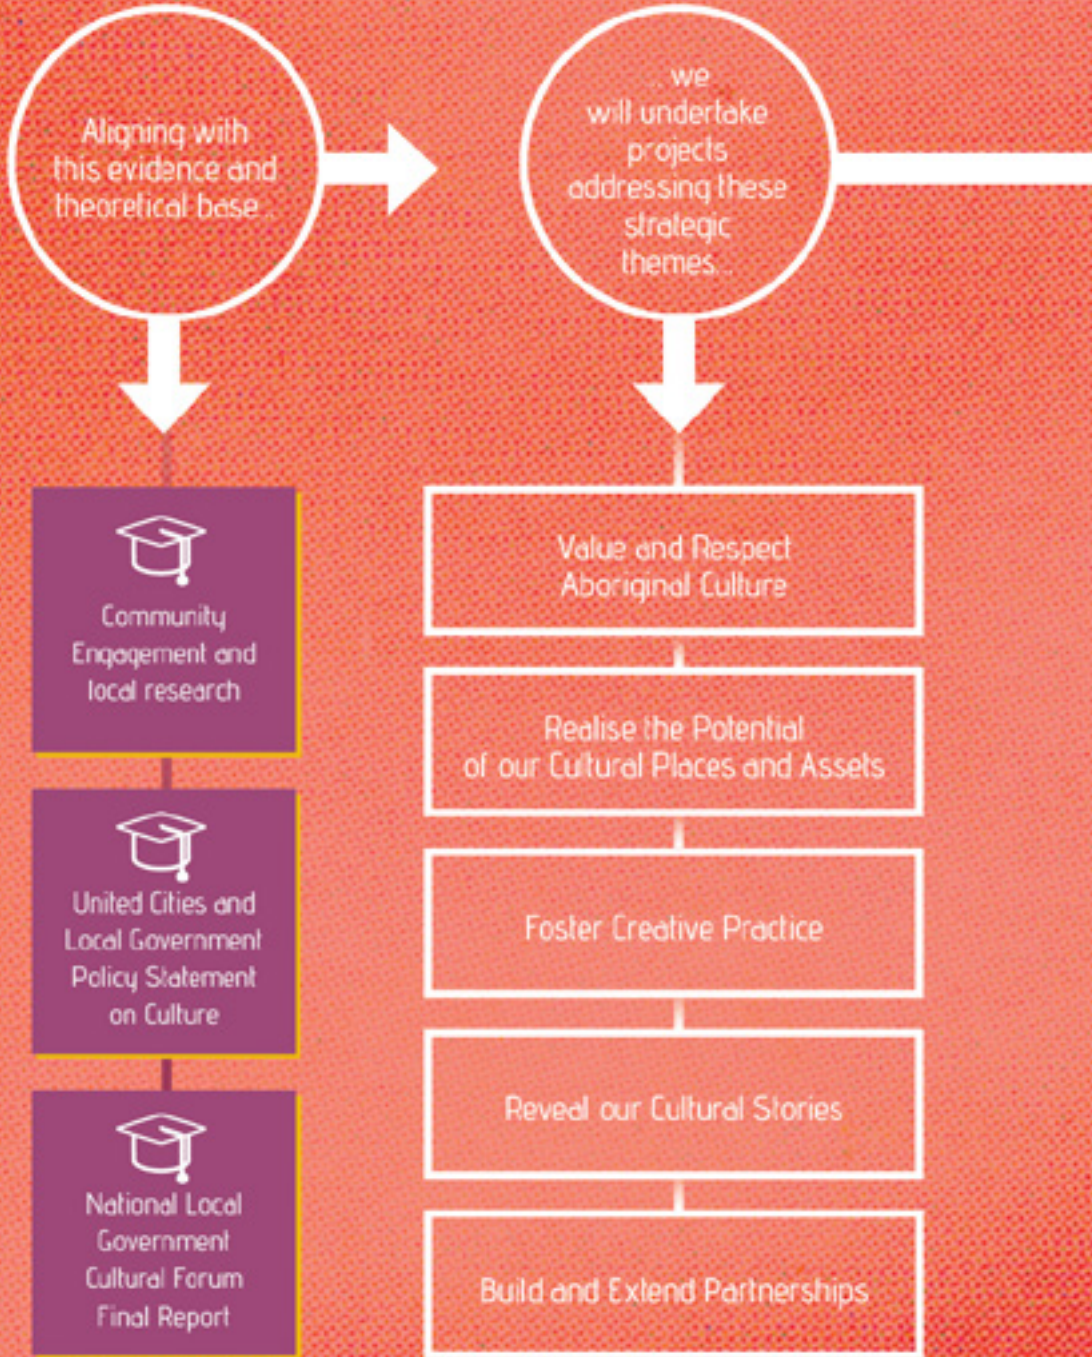 Aligning with
this evidence and
theoretical base...
... we
will undertake
projects
addressing these
strategic
themes...
Community
Engagement and
local research
United Cities and
Local Government
Policy Statement
on Culture
National Local
Government
Cultural Forum
Final Report
Value and Respect
Aboriginal Culture
Realise the Potential
of our Cultural Places and Assets
Foster Creative Practice
Reveal our Cultural Stories
Build and Extend Partnerships